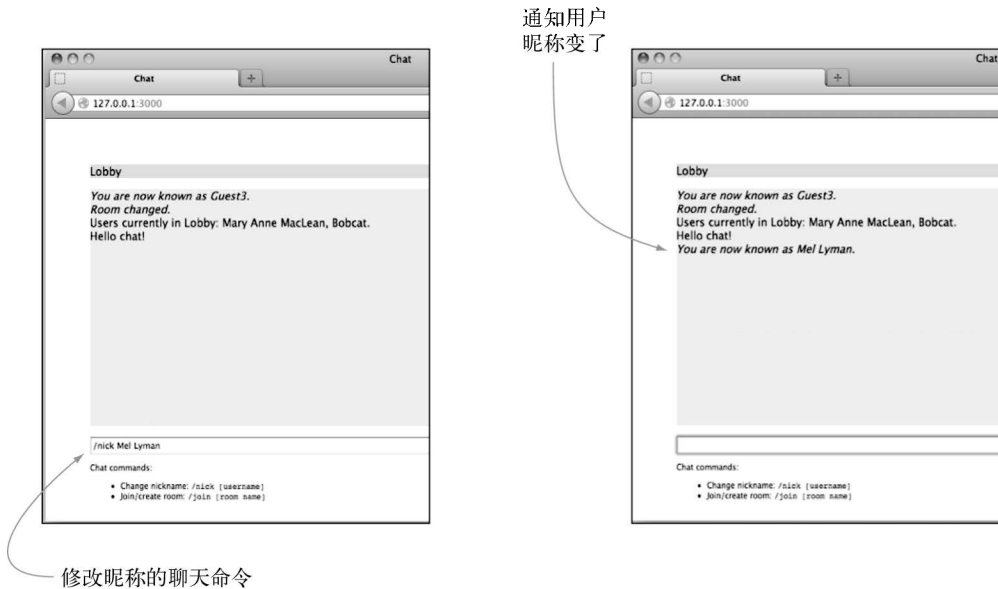 通知用户
昵称变了
Chat
Chat
127.0.0.1:3000
Lobby
You are now known as Guest3.
Room changed.
Users currently in Lobby: Mary Anne MacLean, Bobcat.
Hello chat!
/nick Mel Lyman
Chat commands:
• Change nickname: /nick [username]
• Join/create room: /join [room name]
修改昵称的聊天命令
Chat
Chat
127.0.0.1:3000
Lobby
You are now known as Guest3.
Room changed.
Users currently in Lobby: Mary Anne MacLean, Bobcat.
Hello chat!
You are now known as Mel Lyman.
Chat commands:
• Change nickname: /nick [username]
• Join/create room: /join [room name]